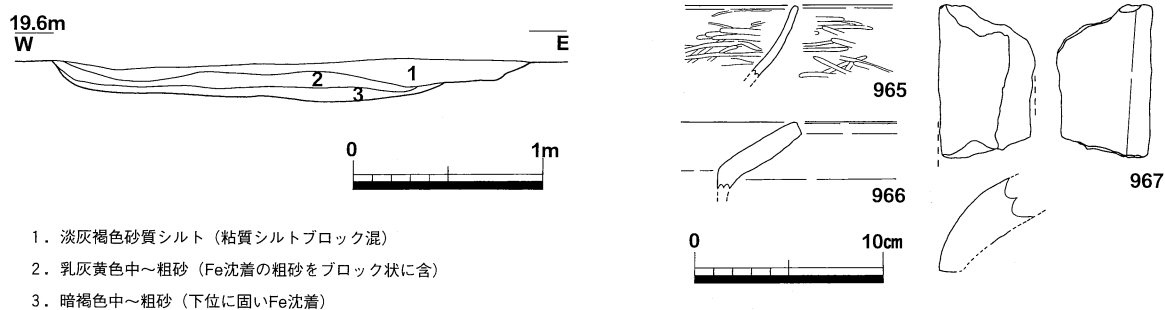 19.6m
W
E
1
2
3
0
1m
1．淡灰褐色砂質シルト（粘質シルトブロック混）
2．乳灰黄色中～粗砂（Fe沈着の粗砂をブロック状に含）
3．暗褐色中～粗砂（下位に固いFe沈着）
965
966
967
0
10cm